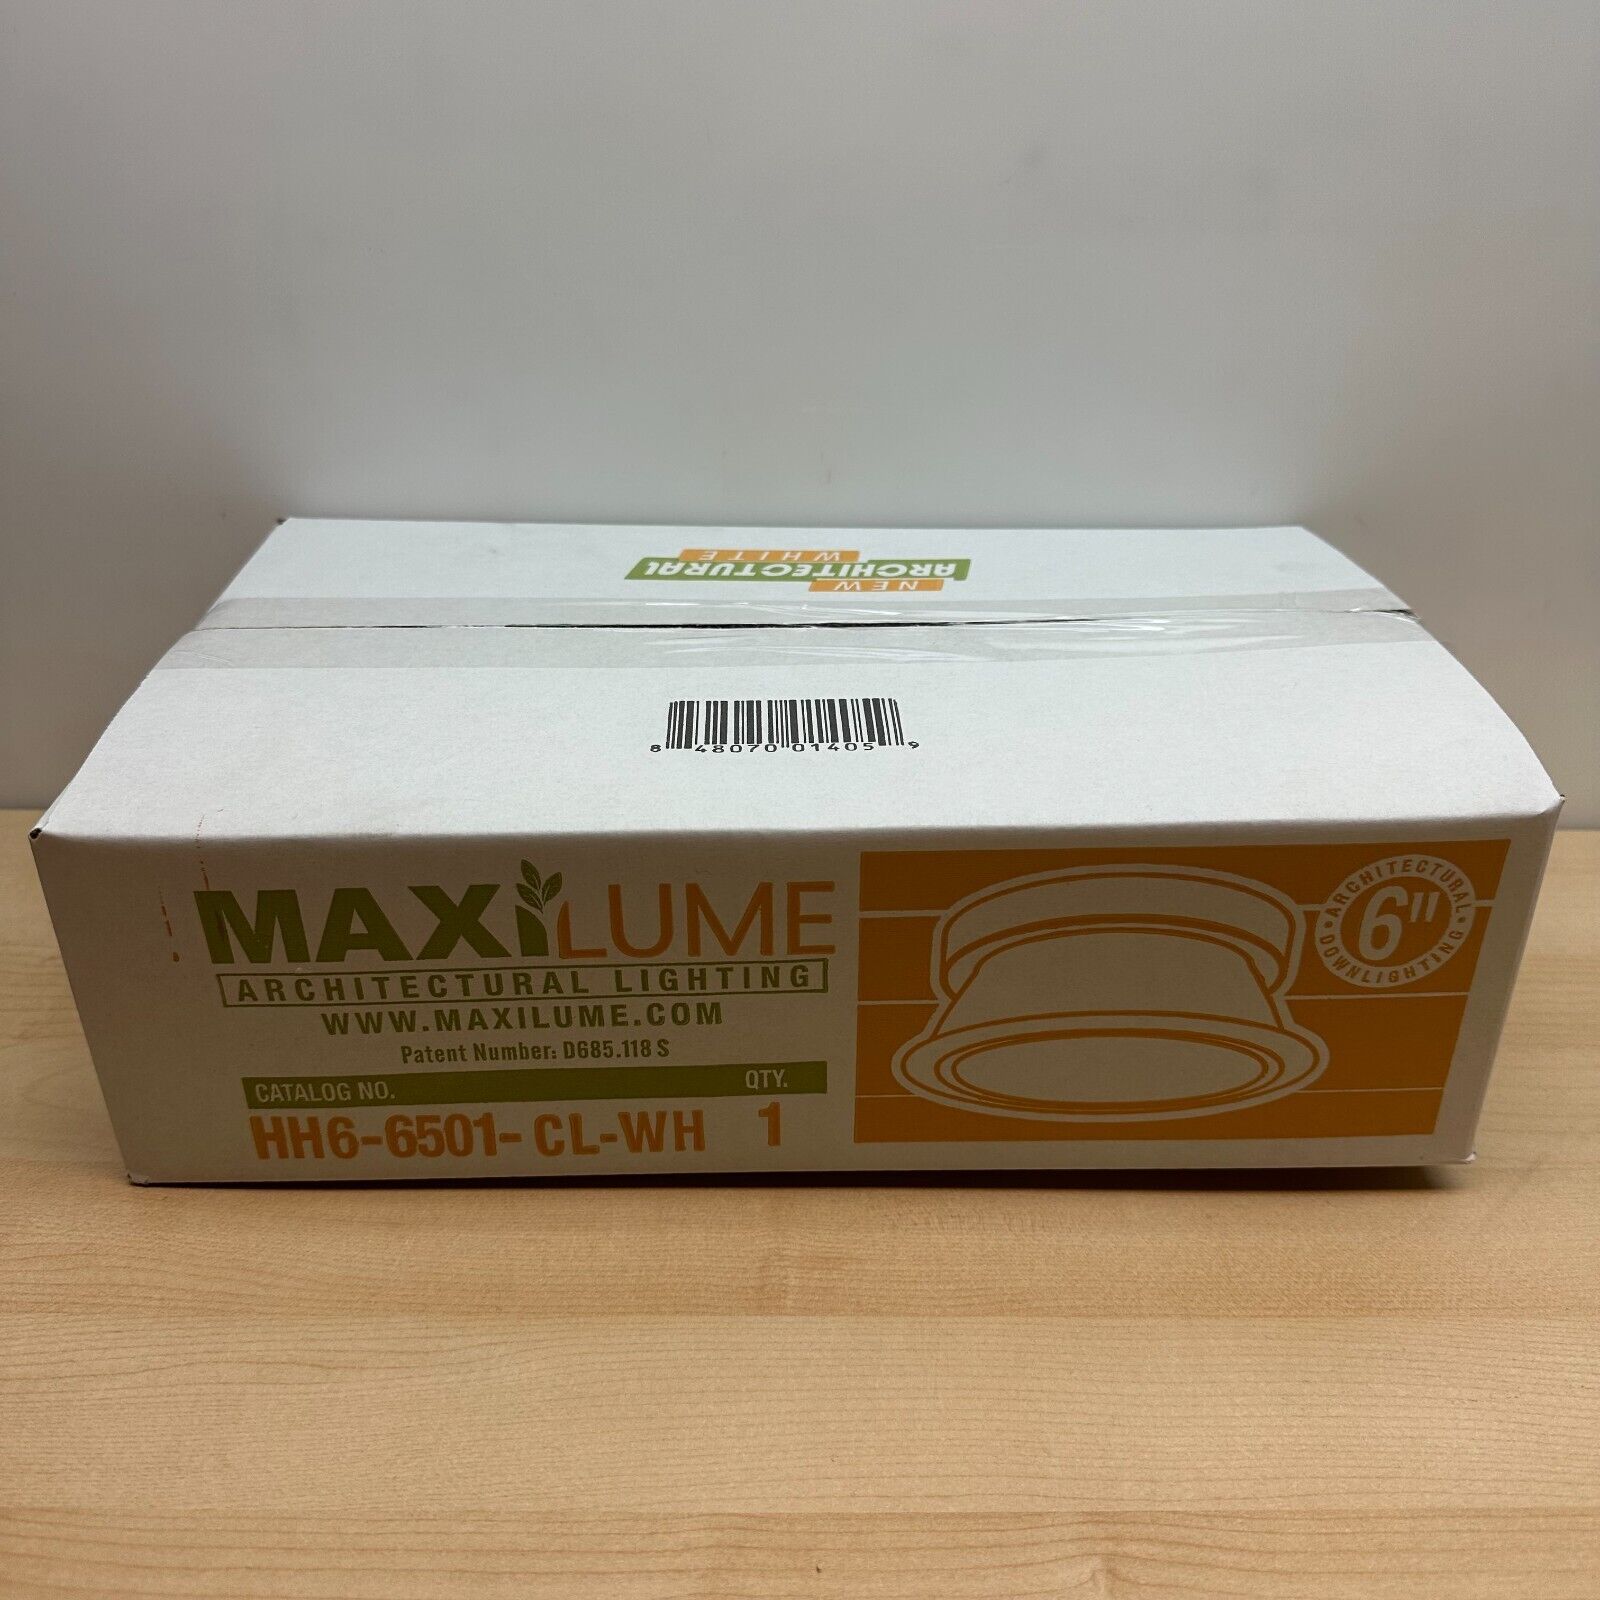 NEW
ARCHITECTURAL
WHITE
8 48070 01405 9
MAXILUME
ARCHITECTURAL LIGHTING
WWW.MAXILUME.COM
Patent Number: D685.118 S
CATALOG NO. QTY.
HH6-6501-CL-WH 1
ARCHITECTURAL
6"
DOWNLIGHTING